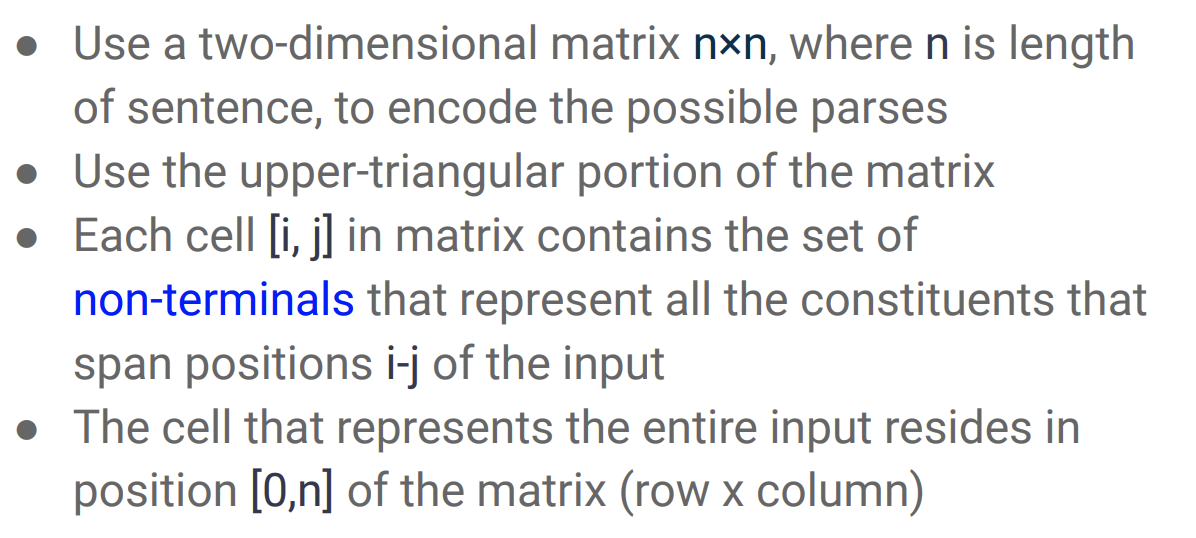 ● Use a two-dimensional matrix n×n, where n is length
of sentence, to encode the possible parses
● Use the upper-triangular portion of the matrix
● Each cell [i, j] in matrix contains the set of
non-terminals that represent all the constituents that
span positions i-j of the input
● The cell that represents the entire input resides in
position [0,n] of the matrix (row x column)